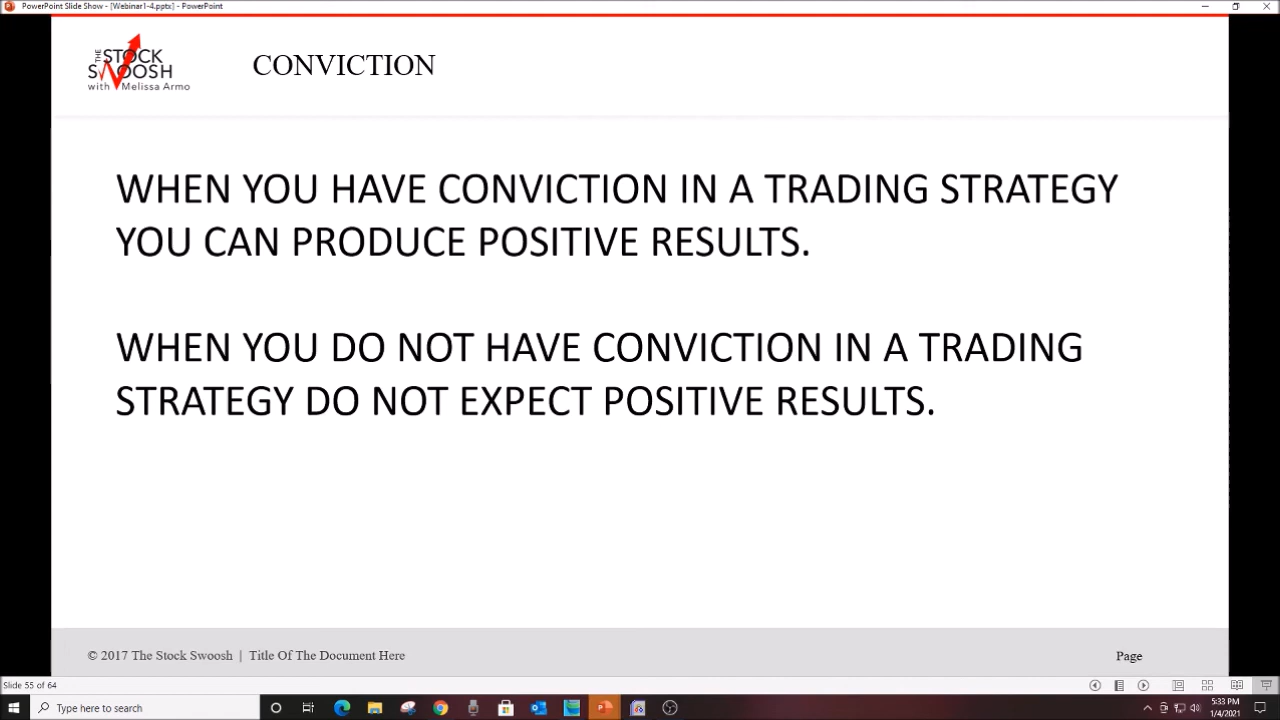 PowerPoint Slide Show - [Webinar1-4.pptx] - PowerPoint
THE
STOCK
SWOOSH
with Melissa Armo
CONVICTION
WHEN YOU HAVE CONVICTION IN A TRADING STRATEGY
YOU CAN PRODUCE POSITIVE RESULTS.
WHEN YOU DO NOT HAVE CONVICTION IN A TRADING
STRATEGY DO NOT EXPECT POSITIVE RESULTS.
© 2017 The Stock Swoosh | Title Of The Document Here
Page
Slide 55 of 64
Type here to search
5:33 PM
1/4/2021